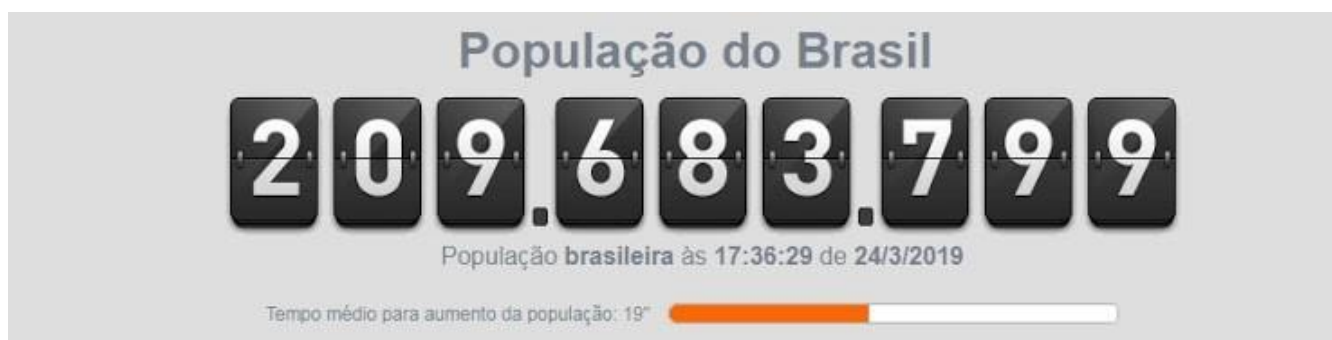 População do Brasil
209.683.799
População brasileira às 17:36:29 de 24/3/2019
Tempo médio para aumento da população: 19"